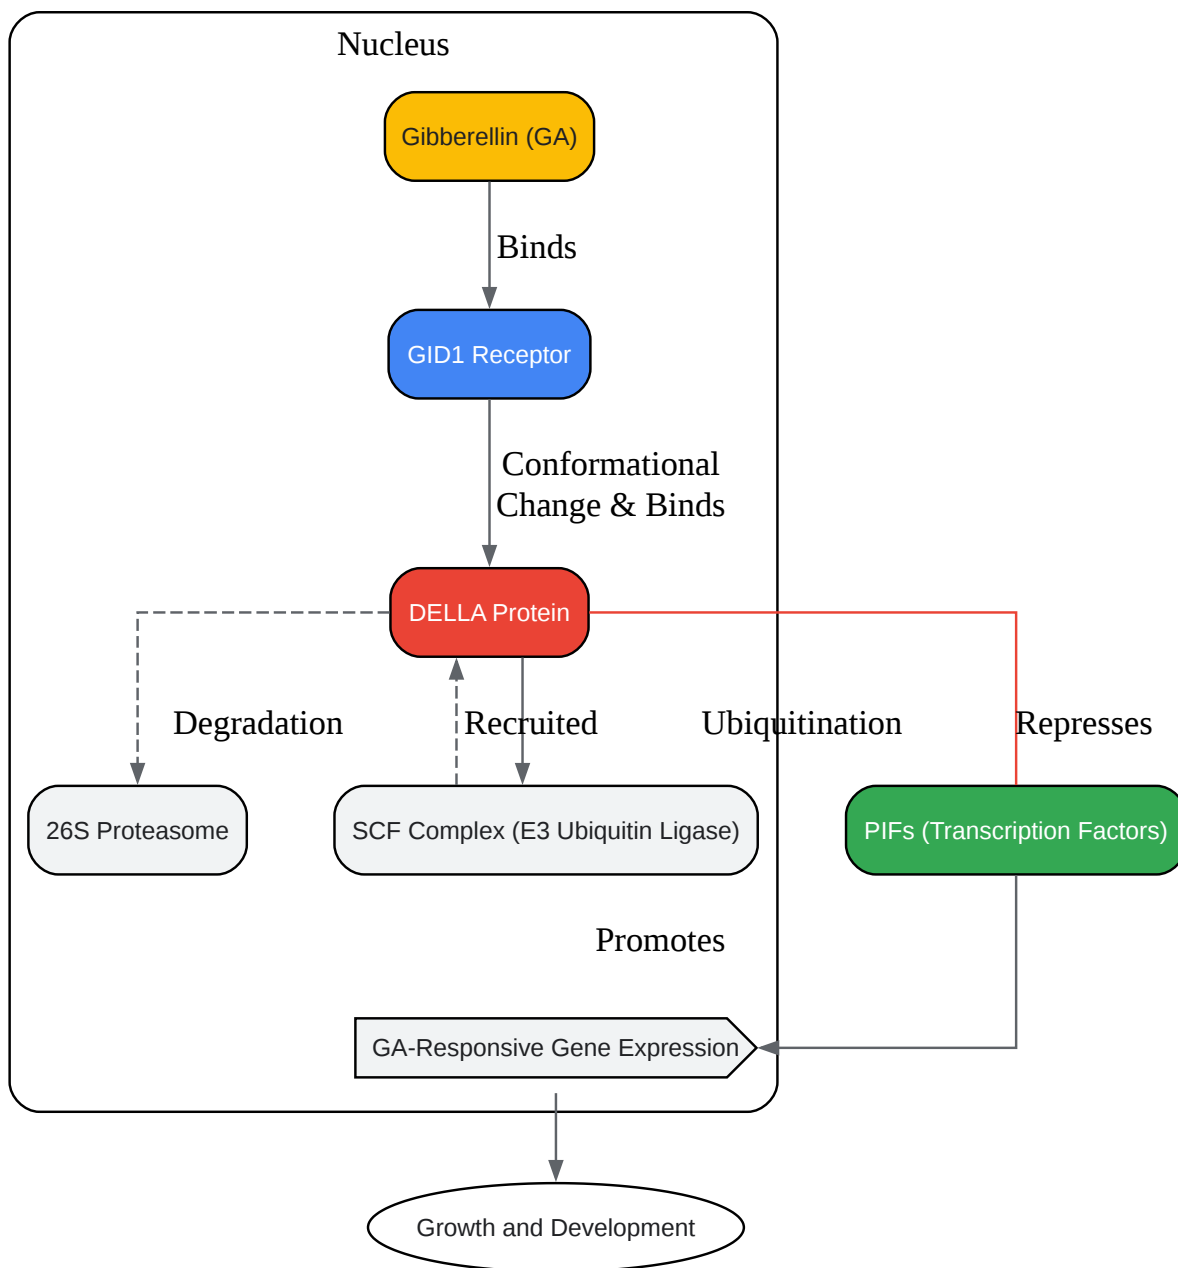 Nucleus
Gibberellin (GA)
Binds
GID1 Receptor
Conformational
Change & Binds
DELLA Protein
Degradation
Recruited
Ubiquitination
Represses
26S Proteasome
SCF Complex (E3 Ubiquitin Ligase)
PIFs (Transcription Factors)
Promotes
GA-Responsive Gene Expression
Growth and Development